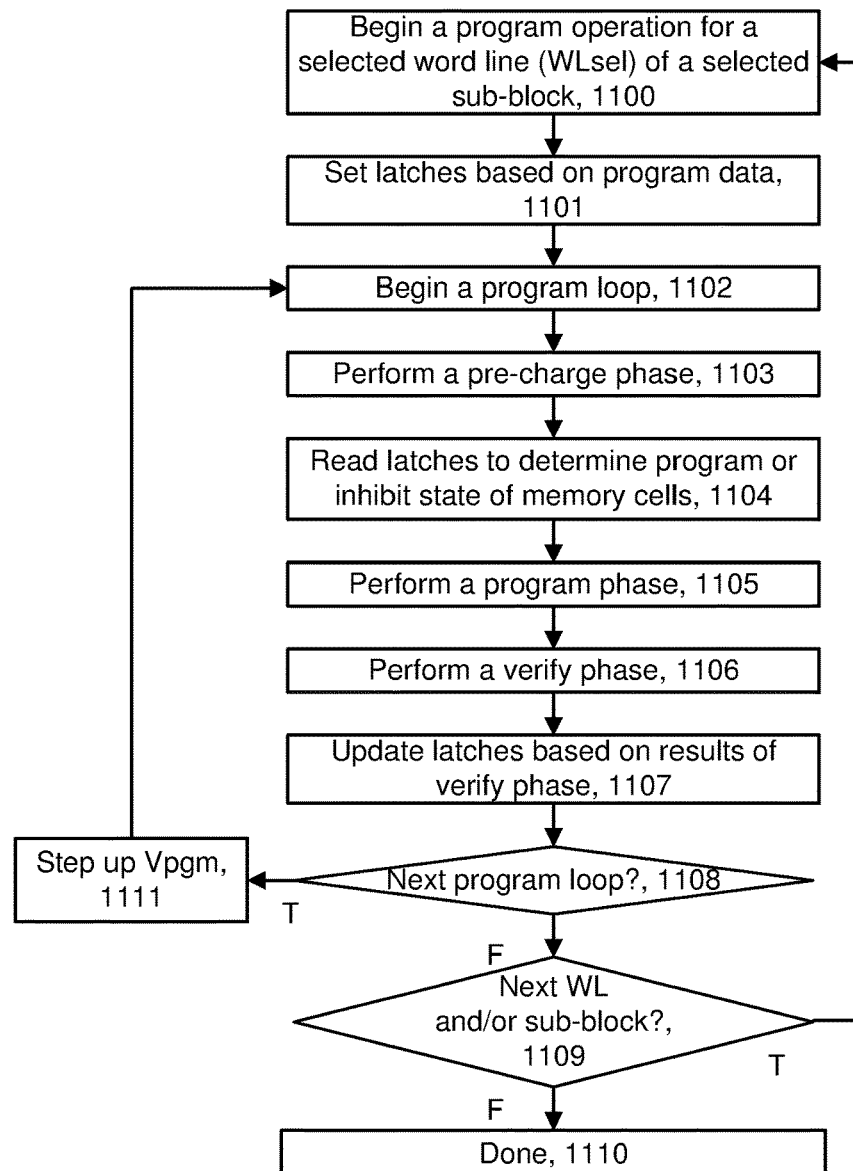 Begin a program operation for a
selected word line (WLsel) of a selected
sub-block, 1100
Set latches based on program data,
1101
Begin a program loop, 1102
Perform a pre-charge phase, 1103
Read latches to determine program or
inhibit state of memory cells, 1104
Perform a program phase, 1105
Perform a verify phase, 1106
Update latches based on results of
verify phase, 1107
Step up Vpgm,
1111
Next program loop?, 1108
T
F
Next WL
and/or sub-block?,
1109
T
F
Done, 1110